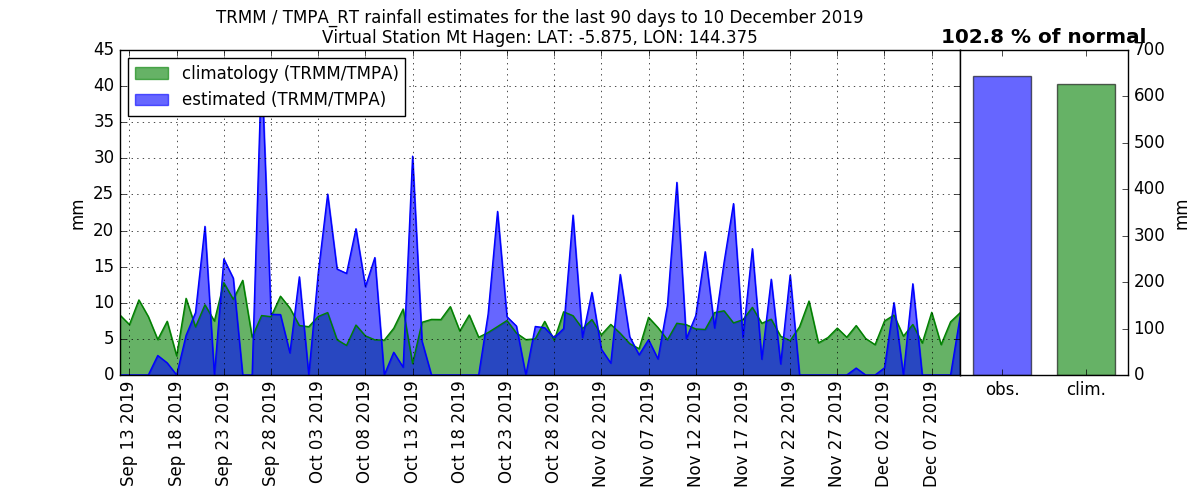 TRMM / TMPA_RT rainfall estimates for the last 90 days to 10 December 2019
Virtual Station Mt Hagen: LAT: -5.875, LON: 144.375
102.8 % of normal
climatology (TRMM/TMPA)
estimated (TRMM/TMPA)
mm
45
40
35
30
25
20
15
10
5
0
Sep 13 2019
Sep 18 2019
Sep 23 2019
Sep 28 2019
Oct 03 2019
Oct 08 2019
Oct 13 2019
Oct 18 2019
Oct 23 2019
Oct 28 2019
Nov 02 2019
Nov 07 2019
Nov 12 2019
Nov 17 2019
Nov 22 2019
Nov 27 2019
Dec 02 2019
Dec 07 2019
700
600
500
400
300
200
100
0
mm
obs.
clim.